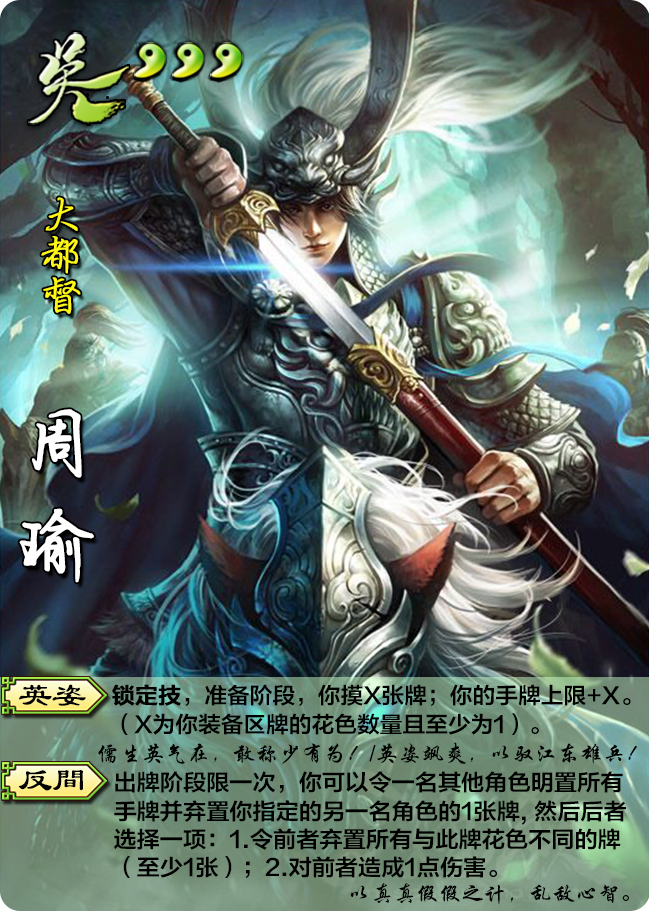 吴
大都督
周瑜
英姿
锁定技，准备阶段，你摸X张牌；你的手牌上限+X。
（X为你装备区牌的花色数量且至少为1）。
儒生英气在，敢称少有为！/英姿飒爽，以驭江东雄兵！
反間
出牌阶段限一次，你可以令一名其他角色明置所有
手牌并弃置你指定的另一名角色的1张牌，然后后者
选择一项：1.令前者弃置所有与此牌花色不同的牌
（至少1张）；2.对前者造成1点伤害。
以真真假假之计，乱敌心智。